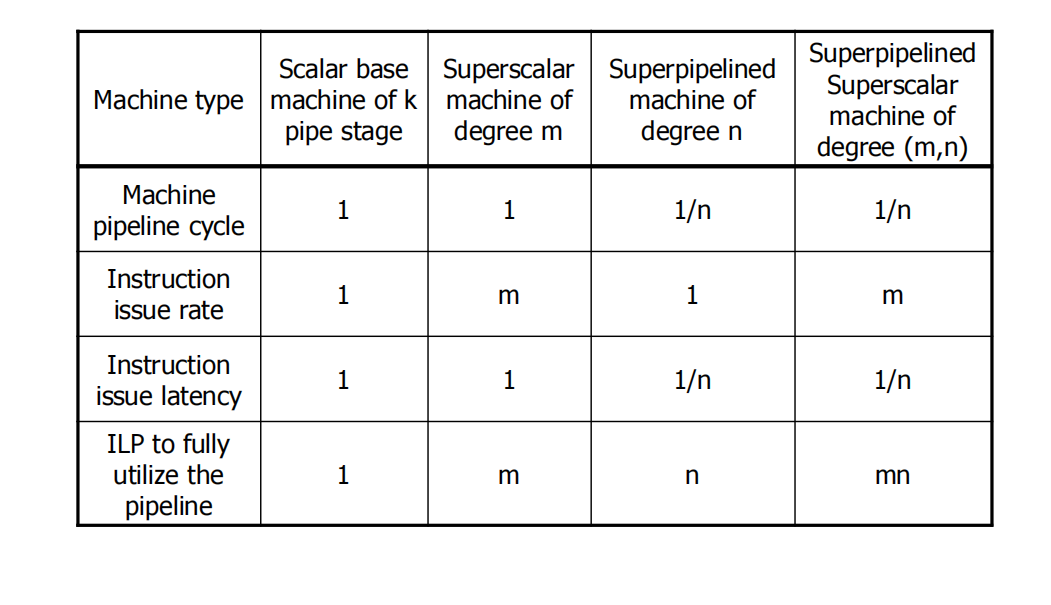 Machine type
Scalar base
machine of k
pipe stage
Superscalar
machine of
degree m
Superpipelined
machine of
degree n
Superpipelined
Superscalar
machine of
degree (m,n)
Machine
pipeline cycle
1
1
1/n
1/n
Instruction
issue rate
1
m
1
m
Instruction
issue latency
1
1
1/n
1/n
ILP to fully
utilize the
pipeline
1
m
n
mn